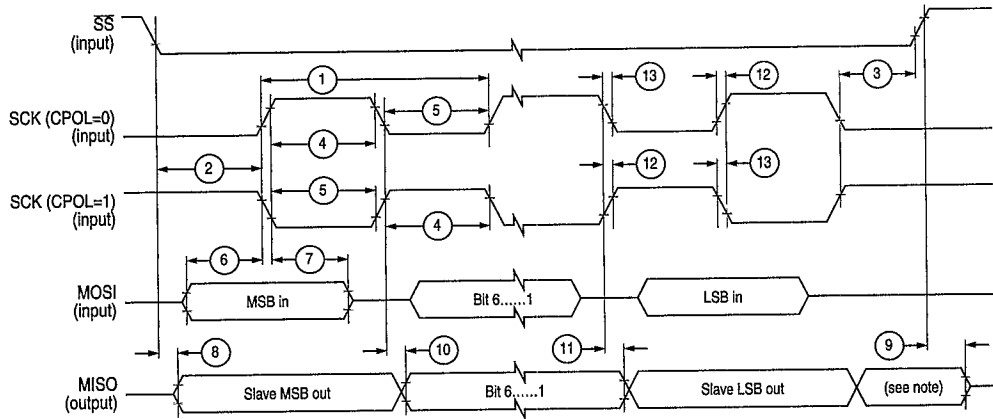 SS
(input)
1
13
12
3
5
SCK (CPOL=0)
(input)
4
2
5
12
13
SCK (CPOL=1)
(input)
4
6
7
MOSI
(input)
MSB in
Bit 6......1
LSB in
8
10
11
9
MISO
(output)
Slave MSB out
Bit 6......1
Slave LSB out
(see note)